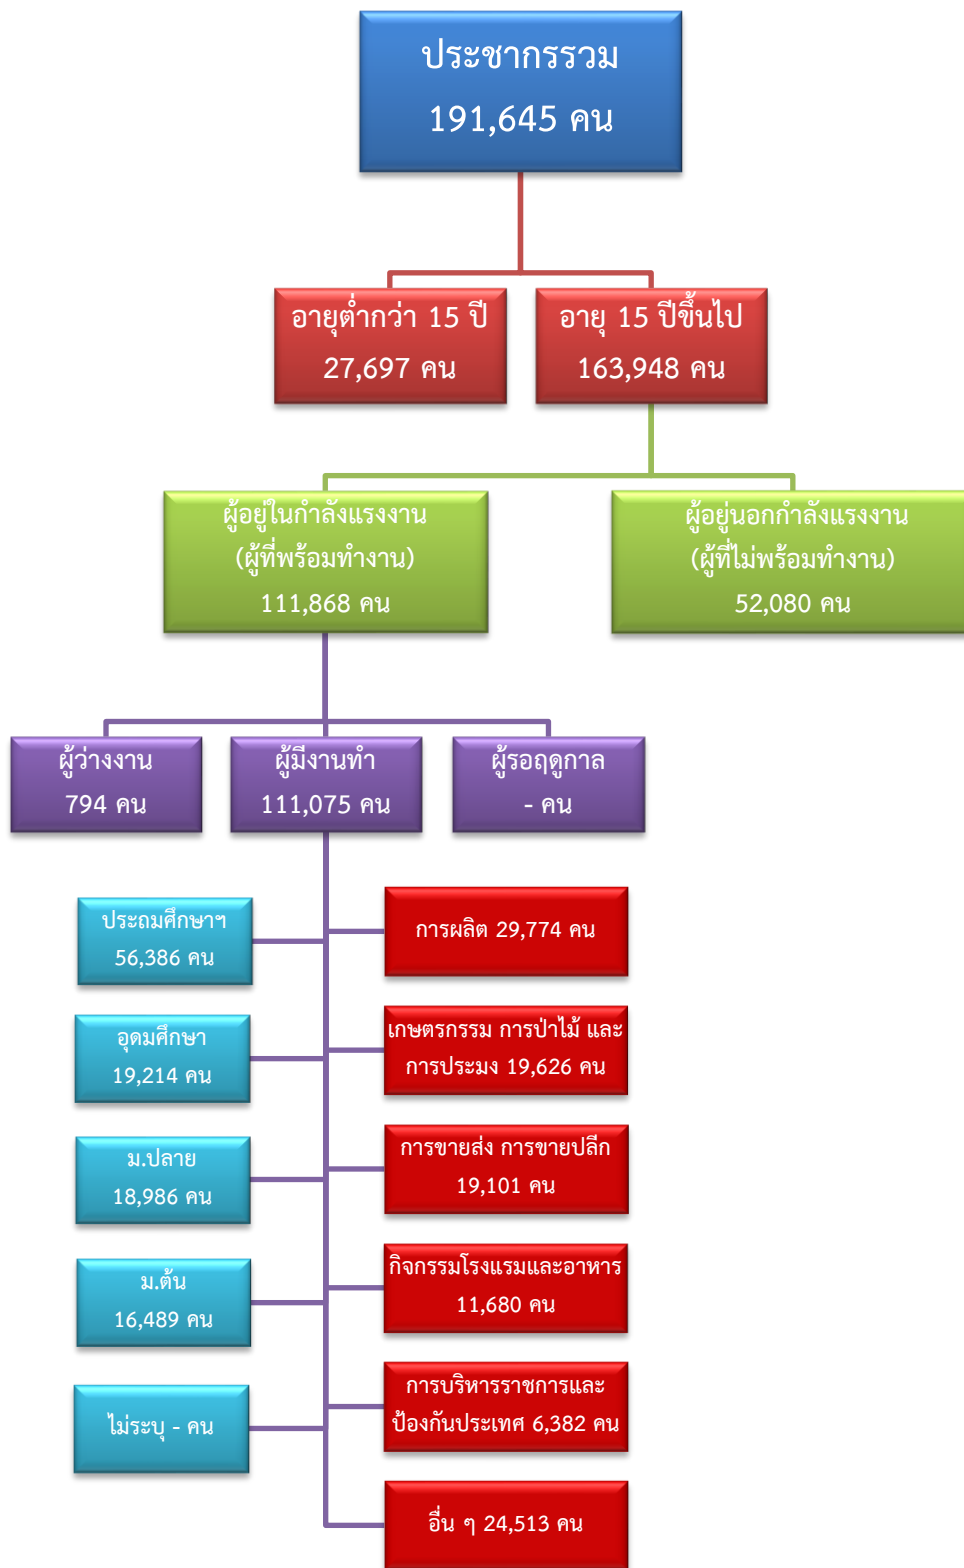 ประชากรรวม
191,645 คน
อายุต่ำกว่า 15 ปี
27,697 คน
อายุ 15 ปีขึ้นไป
163,948 คน
ผู้อยู่ในกำลังแรงงาน
(ผู้ที่พร้อมทำงาน)
111,868 คน
ผู้อยู่นอกกำลังแรงงาน
(ผู้ที่ไม่พร้อมทำงาน)
52,080 คน
ผู้ว่างงาน
794 คน
ผู้มีงานทำ
111,075 คน
ผู้รอฤดูกาล
- คน
ประถมศึกษาฯ
56,386 คน
อุดมศึกษา
19,214 คน
ม.ปลาย
18,986 คน
ม.ต้น
16,489 คน
ไม่ระบุ - คน
การผลิต 29,774 คน
เกษตรกรรม การป่าไม้ และ
การประมง 19,626 คน
การขายส่ง การขายปลีก
19,101 คน
กิจกรรมโรงแรมและอาหาร
11,680 คน
การบริหารราชการและ
ป้องกันประเทศ 6,382 คน
อื่น ๆ 24,513 คน